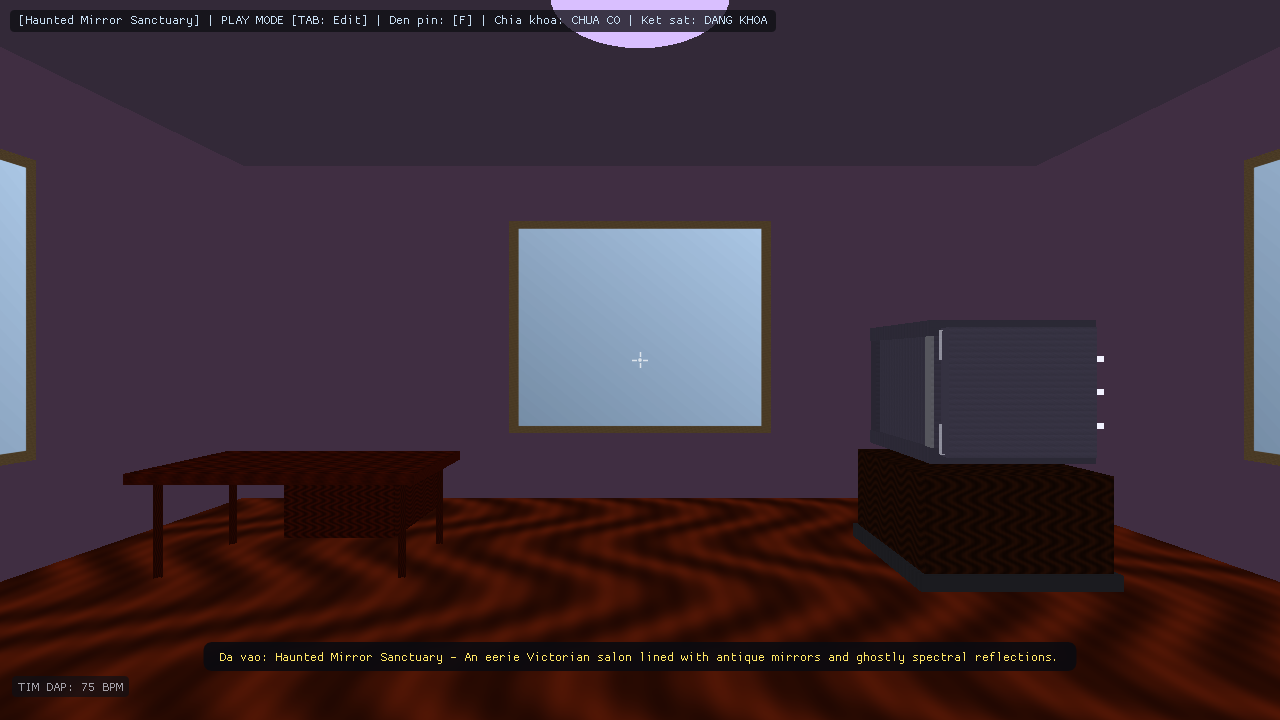 [Haunted Mirror Sanctuary] | PLAY MODE [TAB: Edit] | Den pin: [F] | Chia khoa: CHUA CO | Ket sat: DANG KHOA
Da vao: Haunted Mirror Sanctuary - An eerie Victorian salon lined with antique mirrors and ghostly spectral reflections.
TIM DAP: 75 BPM